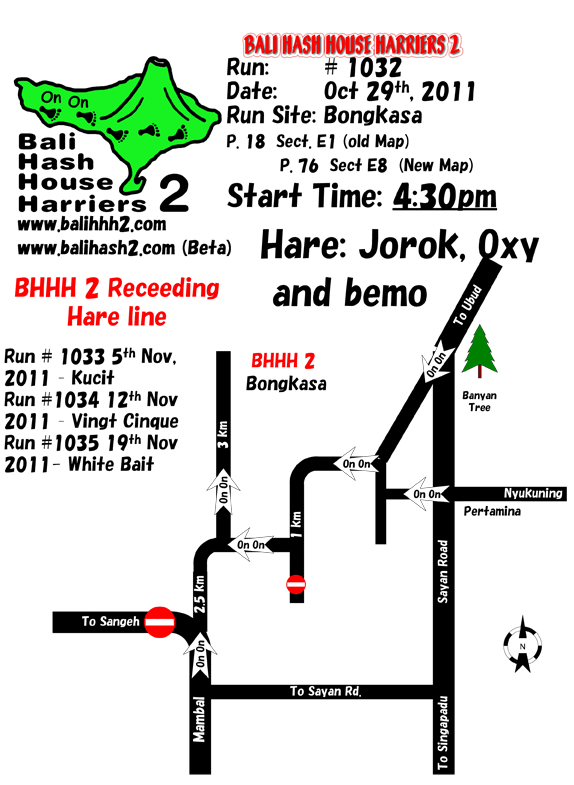 BALI HASH HOUSE HARRIERS 2
Run: # 1032
Date: Oct 29th, 2011
Run Site: Bongkasa
P. 18 Sect. E1 (old Map)
P. 76 Sect E8 (New Map)
Start Time: 4:30pm
Hare: Jorok, Oxy
and bemo
On On
Bali
Hash
House
Harriers 2
www.balihhh2.com
www.balihash2.com (Beta)
BHHH 2 Receeding
Hare line
Run # 1033 5th Nov,
2011 - Kucit
Run #1034 12th Nov
2011 - Vingt Cinque
Run #1035 19th Nov
2011- White Bait
BHHH 2
Bongkasa
To Ubud
On On
Banyan
Tree
3 km
On On
On On
On On
Nyukuning
Pertamina
1 km
On On
Sayan Road
2.5 km
To Sangeh
On On
N
To Sayan Rd.
Mambal
To Singapadu